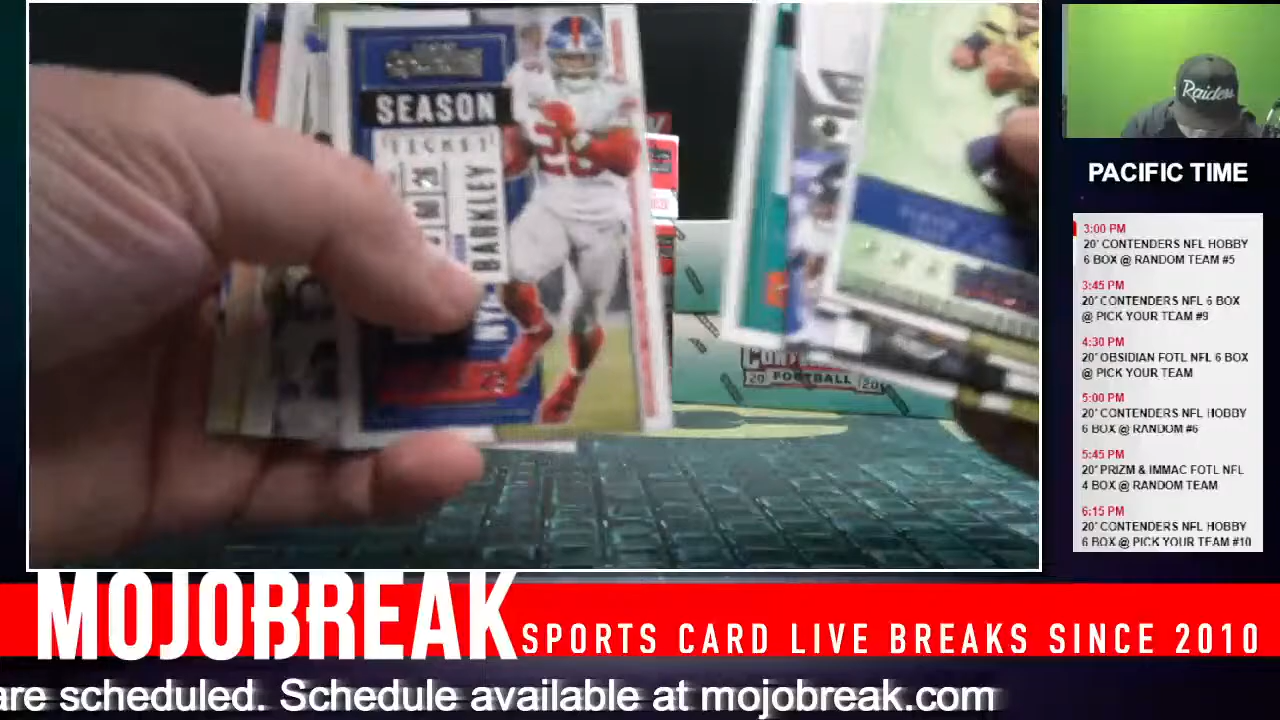 SEASON
TICKET
BARKLEY
CONTENDERS
20 FOOTBALL 20
Raiders
PACIFIC TIME
3:00 PM
20' CONTENDERS NFL HOBBY
6 BOX @ RANDOM TEAM #5
3:45 PM
20' CONTENDERS NFL 6 BOX
@ PICK YOUR TEAM #9
4:30 PM
20' OBSIDIAN FOTL NFL 6 BOX
@ PICK YOUR TEAM
5:00 PM
20' CONTENDERS NFL HOBBY
6 BOX @ RANDOM #6
5:45 PM
20' PRIZM & IMMAC FOTL NFL
4 BOX @ RANDOM TEAM
6:15 PM
20' CONTENDERS NFL HOBBY
6 BOX @ PICK YOUR TEAM #10
MOJOBREAK
SPORTS CARD LIVE BREAKS SINCE 2010
are scheduled. Schedule available at mojobreak.com